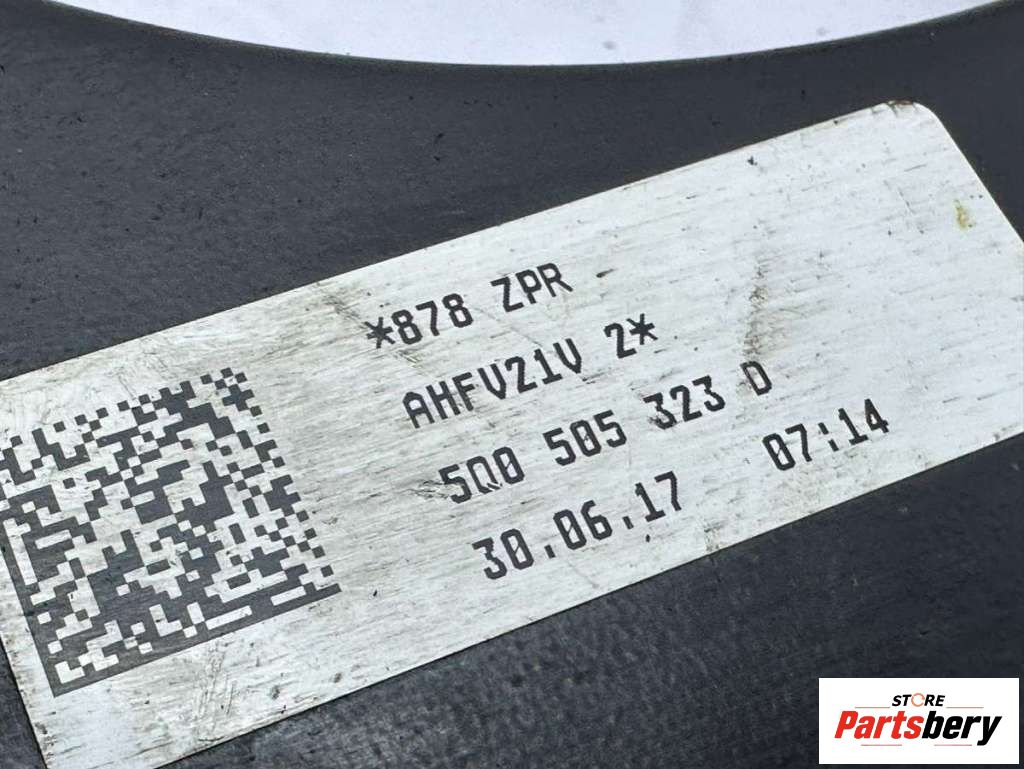 *878 ZPR
AHFV21V 2*
5Q0 505 323 D
30.06.17 07:14
STORE
Partsbery